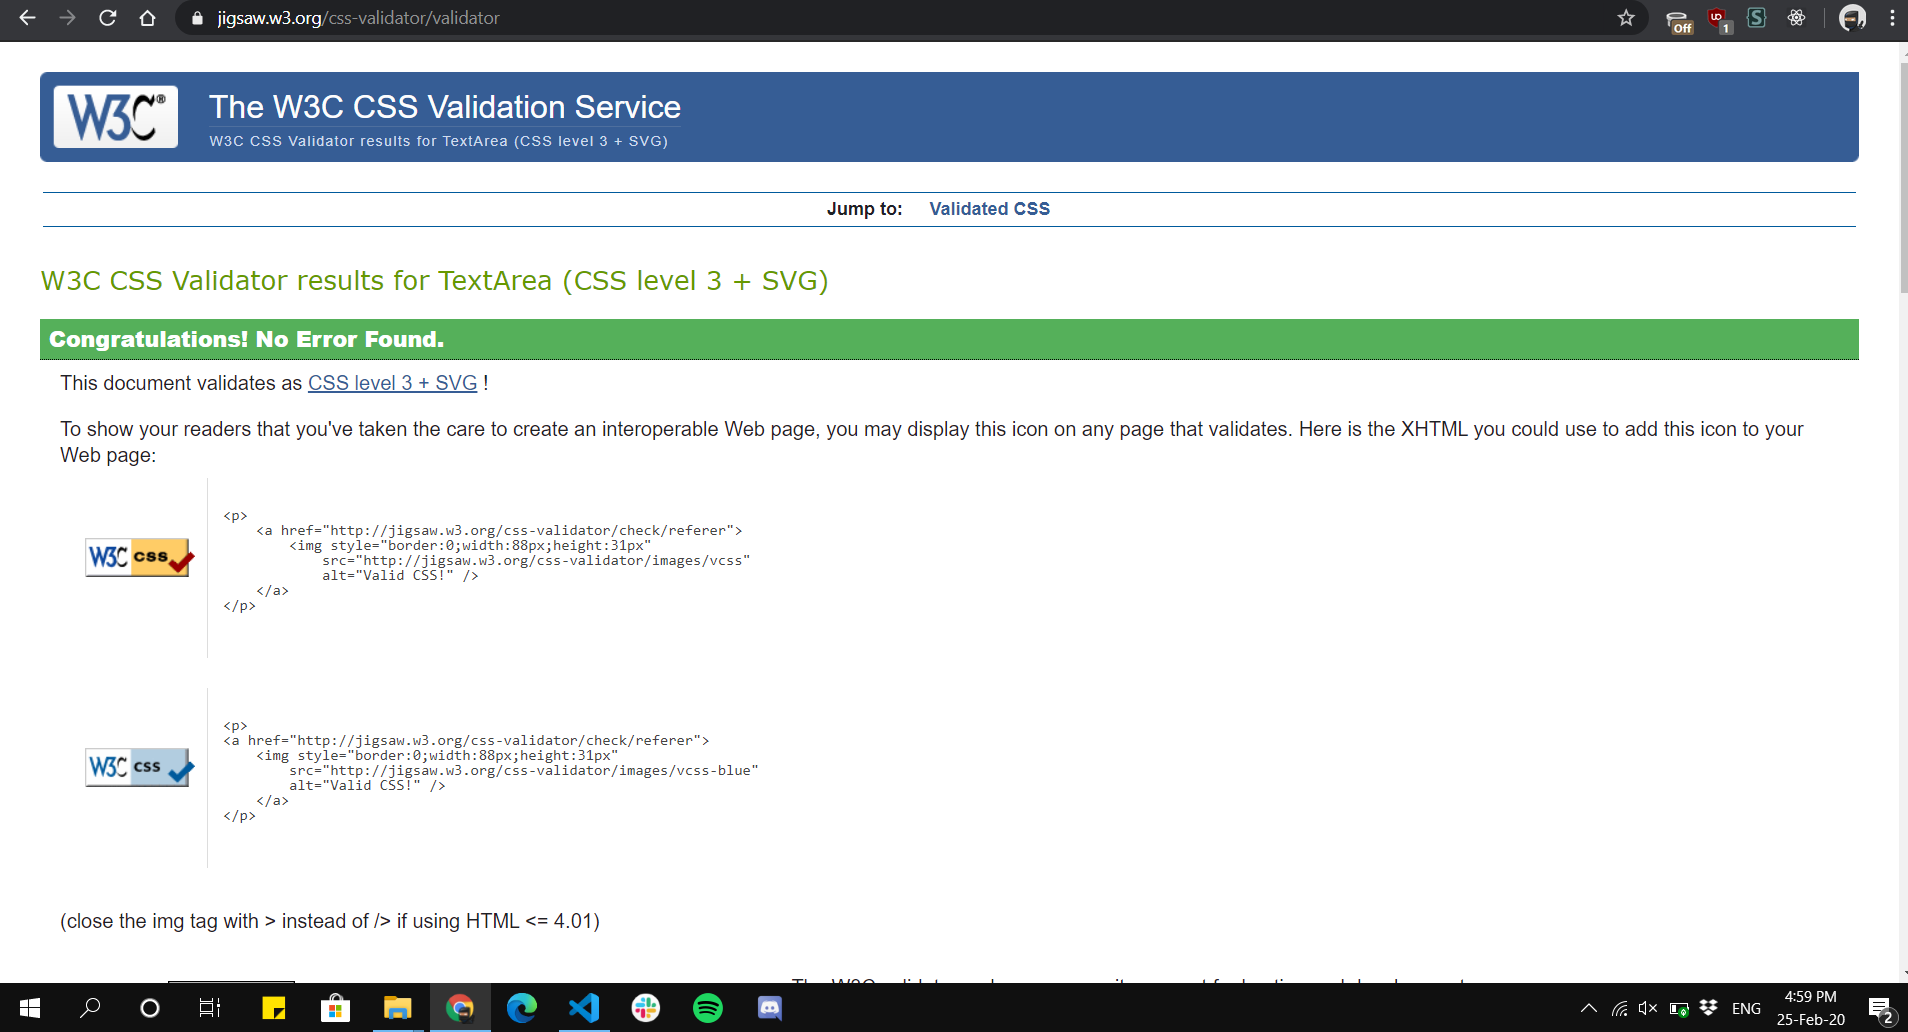 jigsaw.w3.org/css-validator/validator
Off
1
W3C®
The W3C CSS Validation Service
W3C CSS Validator results for TextArea (CSS level 3 + SVG)
Jump to: Validated CSS
W3C CSS Validator results for TextArea (CSS level 3 + SVG)
Congratulations! No Error Found.
This document validates as CSS level 3 + SVG !
To show your readers that you've taken the care to create an interoperable Web page, you may display this icon on any page that validates. Here is the XHTML you could use to add this icon to your
Web page:
W3C css
<p>
<a href="http://jigsaw.w3.org/css-validator/check/referer">
<img style="border:0;width:88px;height:31px"
src="http://jigsaw.w3.org/css-validator/images/vcss"
alt="Valid CSS!" />
</a>
</p>
W3C css
<p>
<a href="http://jigsaw.w3.org/css-validator/check/referer">
<img style="border:0;width:88px;height:31px"
src="http://jigsaw.w3.org/css-validator/images/vcss-blue"
alt="Valid CSS!" />
</a>
</p>
(close the img tag with > instead of /> if using HTML <= 4.01)
ENG
4:59 PM
25-Feb-20
2